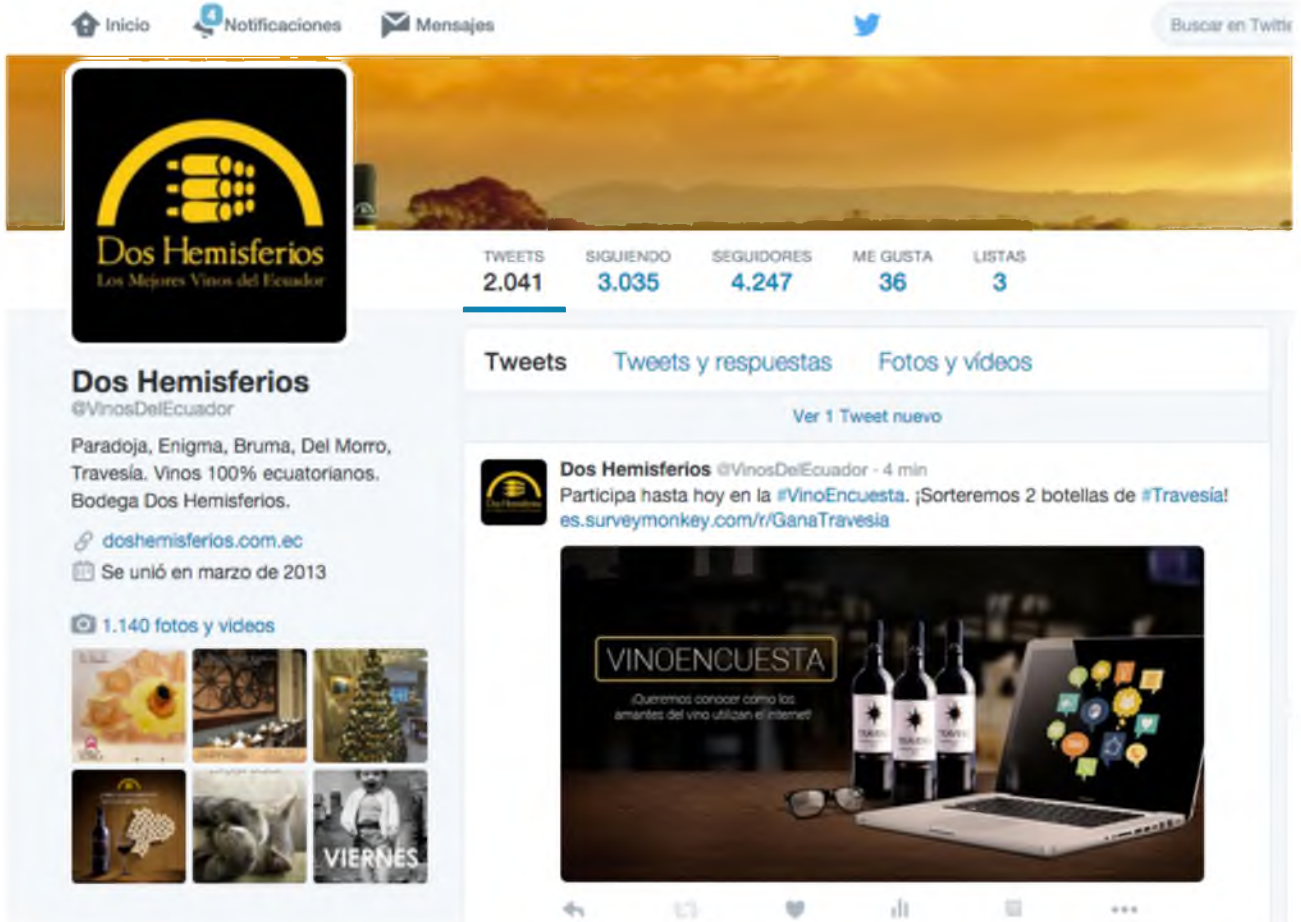 Inicio
4
Notificaciones
Mensajes
Buscar en Twitte
Dos Hemisferios
Los Mejores Vinos del Ecuador
TWEETS
2.041
SIGUIENDO
3.035
SEGUIDORES
4.247
ME GUSTA
36
LISTAS
3
Dos Hemisferios
@VinosDelEcuador
Paradoja, Enigma, Bruma, Del Morro,
Travesía. Vinos 100% ecuatorianos.
Bodega Dos Hemisferios.
doshemisferios.com.ec
Se unió en marzo de 2013
1.140 fotos y videos
VIERNES
Tweets
Tweets y respuestas
Fotos y vídeos
Ver 1 Tweet nuevo
Dos Hemisferios @VinosDelEcuador - 4 min
Participa hasta hoy en la #VinoEncuesta. ¡Sorteremos 2 botellas de #Travesía!
es.surveymonkey.com/r/GanaTravesia
Dos Hemisferios
VINOENCUESTA
¡Queremos conocer como los
amantes del vino utilizan el internet!